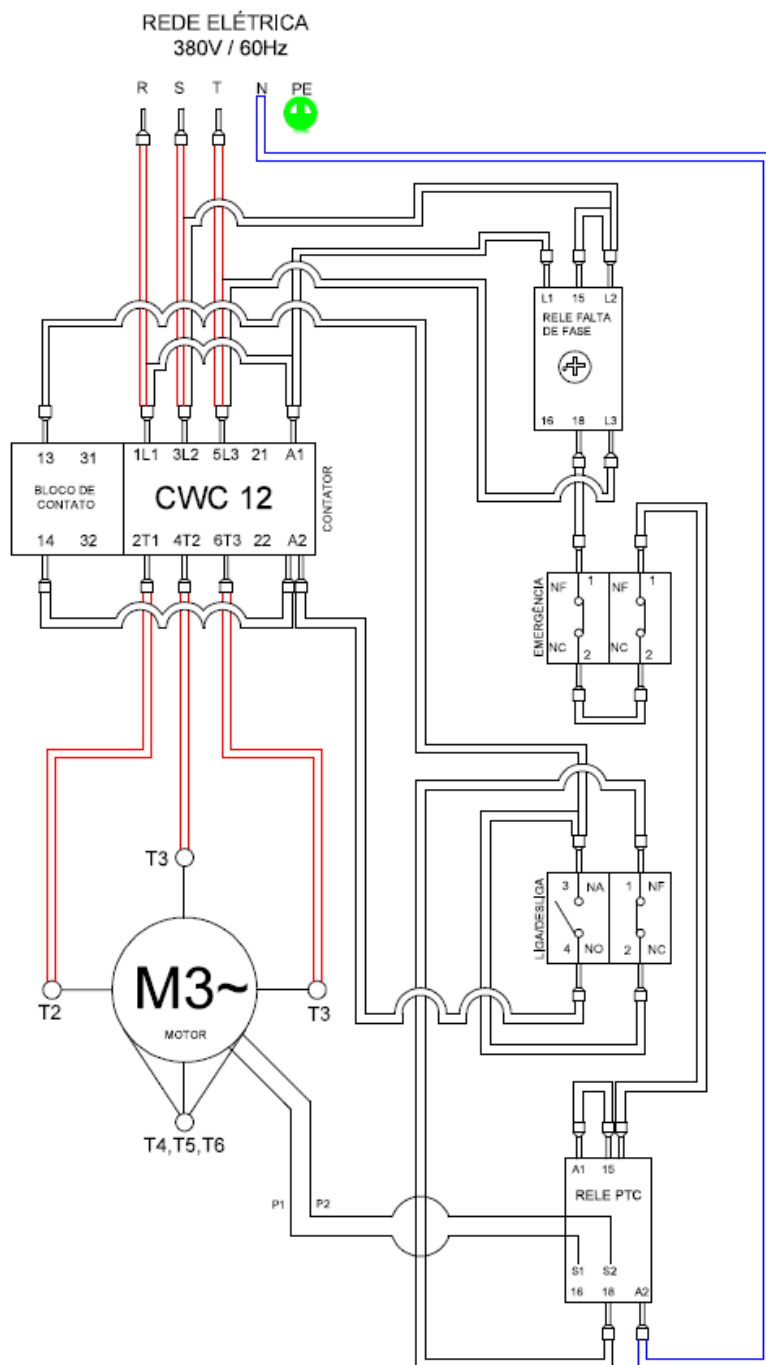 REDE ELÉTRICA
380V / 60Hz
R S T N PE
L1 15 L2
RELE FALTA
DE FASE
16 18 L3
13 31
BLOCO DE
CONTATO
14 32
1L1 3L2 5L3 21 A1
CWC 12
2T1 4T2 6T3 22 A2
CONTATOR
EMERGÊNCIA
NF 1 NF 1
NC 2 NC 2
LIGA/DESLIGA
3 NA 1 NF
4 NO 2 NC
T3
M3~
MOTOR
T2
T3
T4,T5,T6
P1 P2
A1 15
RELE PTC
S1 S2
16 18 A2